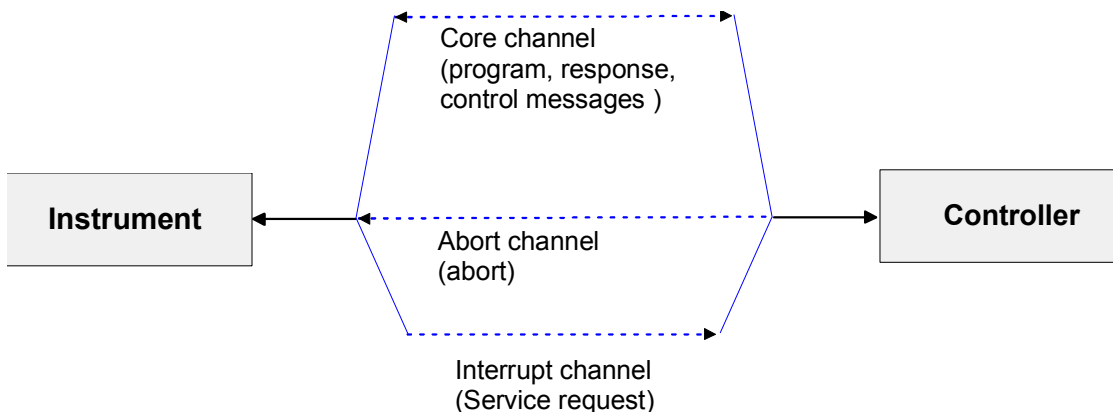 Core channel
(program, response,
control messages )
Instrument
Controller
Abort channel
(abort)
Interrupt channel
(Service request)